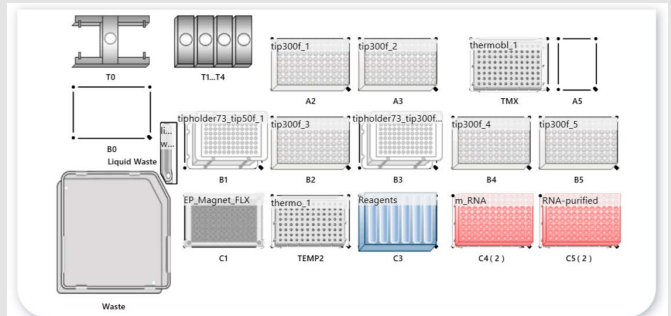 T0
T1...T4
tip300f_1
A2
tip300f_2
A3
thermobl_1
TMX
A5
B0
Liquid Waste
li...
w...
tipholder73_tip50f_1
B1
tip300f_3
B2
tipholder73_tip300f...
B3
tip300f_4
B4
tip300f_5
B5
Waste
EP_Magnet_FLX
C1
thermo_1
TEMP2
Reagents
C3
m_RNA
C4 ( 2 )
RNA-purified
C5 ( 2 )